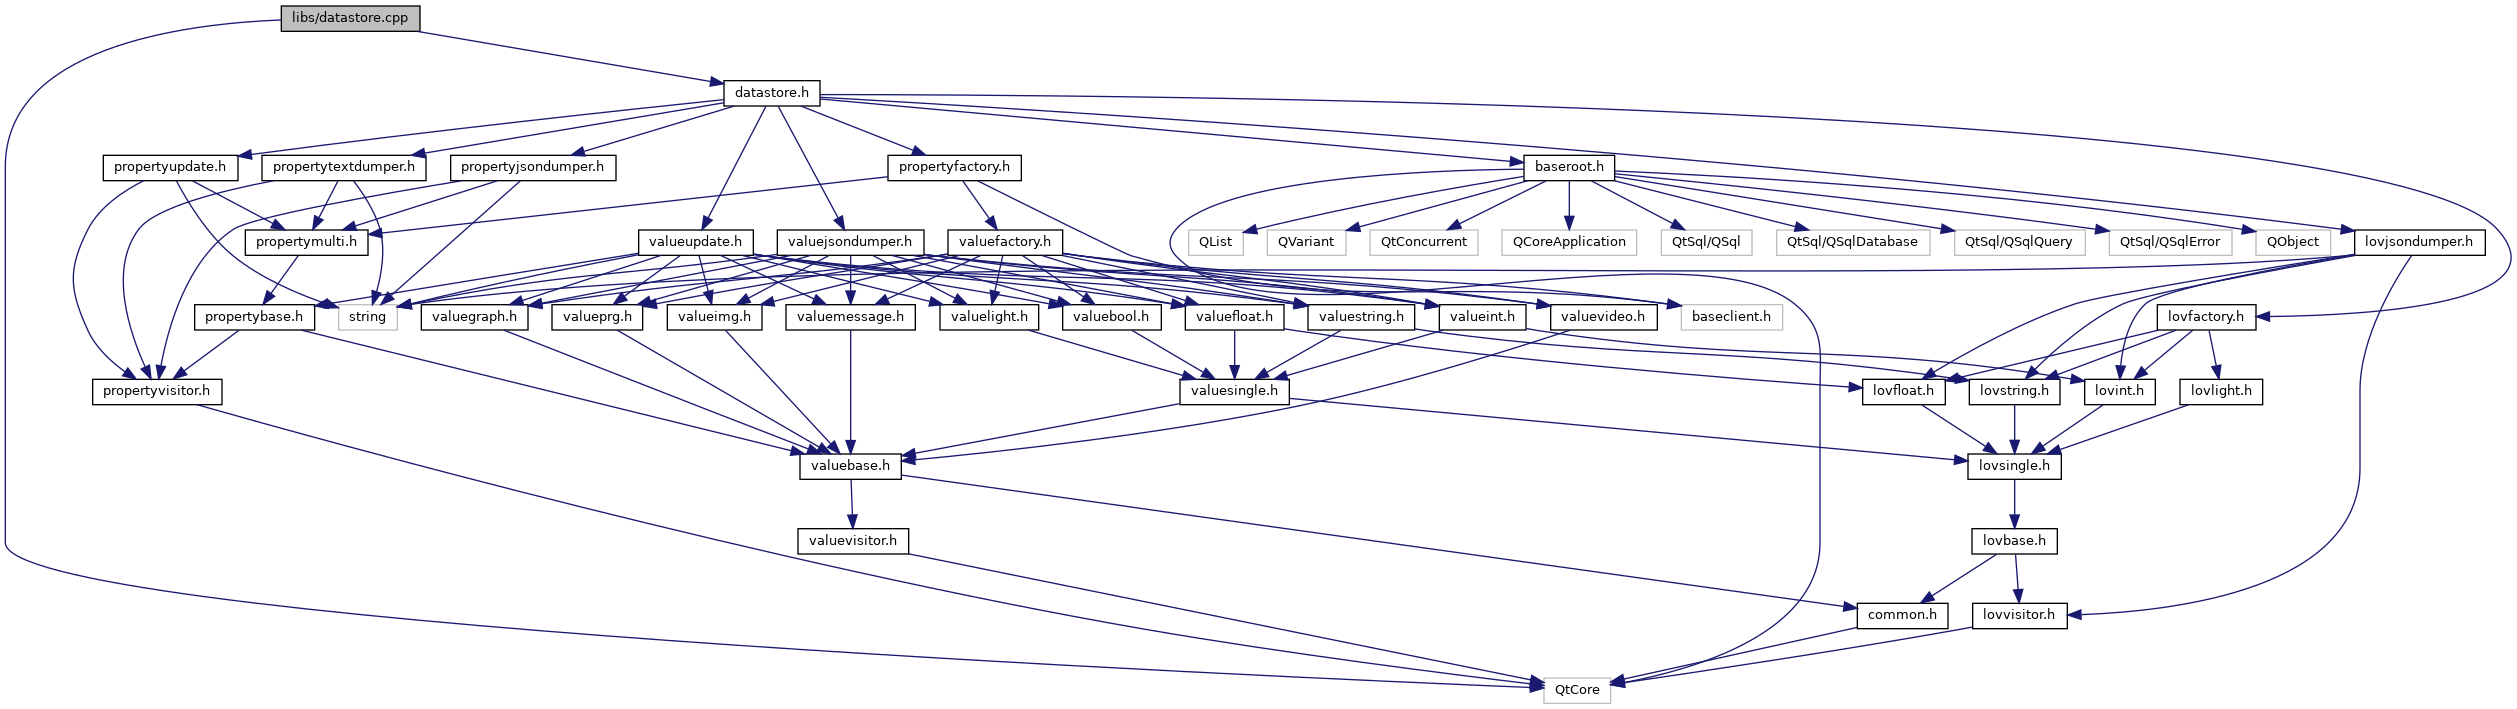 libs/datastore.cpp
datastore.h
propertyupdate.h
propertytextdumper.h
propertyjsondumper.h
propertyfactory.h
baseroot.h
propertymulti.h
valueupdate.h
valuejsondumper.h
valuefactory.h
QList
QVariant
QtConcurrent
QCoreApplication
QtSql/QSql
QtSql/QSqlDatabase
QtSql/QSqlQuery
QtSql/QSqlError
QObject
lovjsondumper.h
propertybase.h
string
valuegraph.h
valueprg.h
valueimg.h
valuemessage.h
valuelight.h
valuebool.h
valuefloat.h
valuestring.h
valueint.h
valuevideo.h
baseclient.h
lovfactory.h
propertyvisitor.h
valuesingle.h
lovfloat.h
lovstring.h
lovint.h
lovlight.h
valuebase.h
lovsingle.h
valuevisitor.h
lovbase.h
common.h
lovvisitor.h
QtCore